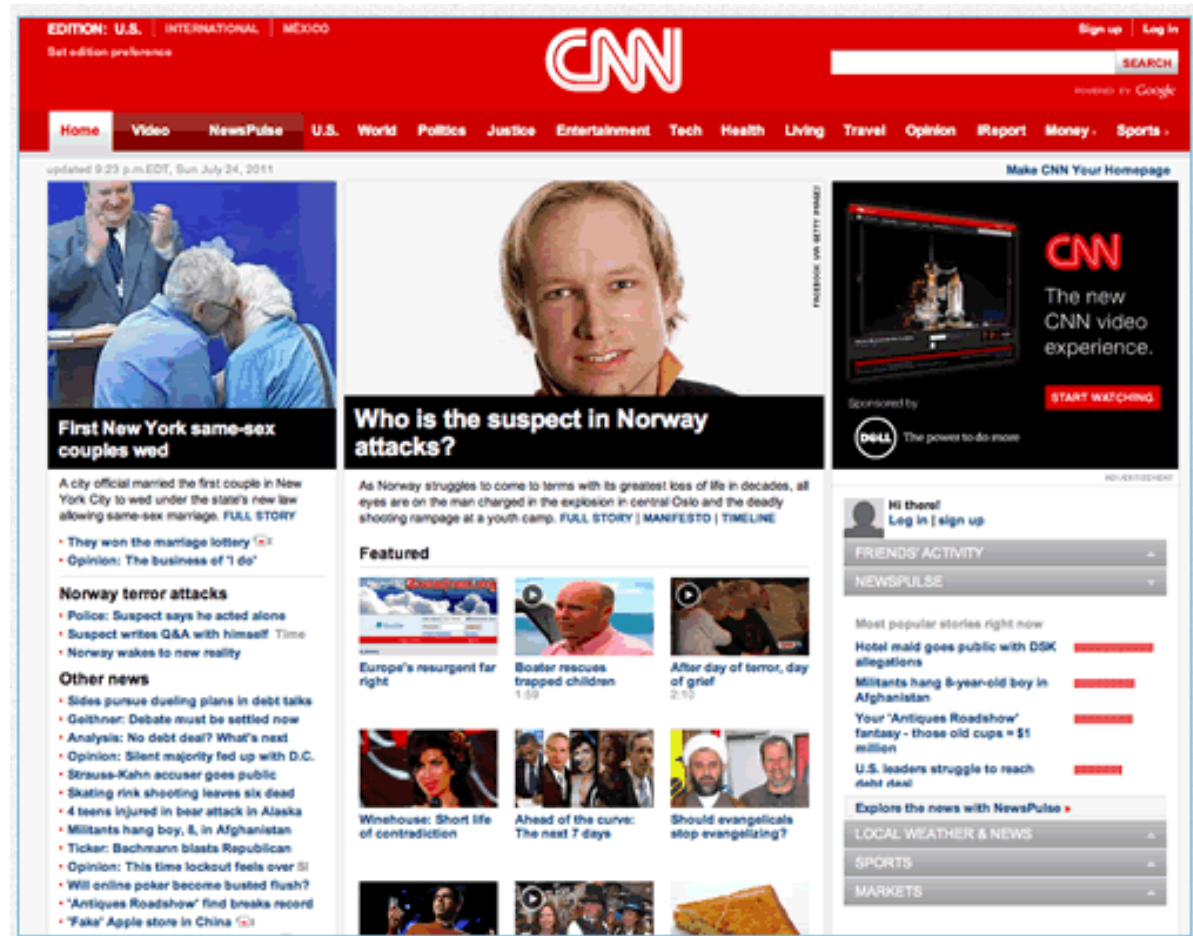 EDITION: U.S. INTERNATIONAL MÉXICO
Set edition preference
CNN
Sign up Log in
SEARCH
POWERED BY Google
Home Video NewsPulse U.S. World Politics Justice Entertainment Tech Health Living Travel Opinion iReport Money Sports
updated 9:23 p.m.EDT, Sun July 24, 2011
Make CNN Your Homepage
First New York same-sex
couples wed
A city official married the first couple in New
York City to wed under the state's new law
allowing same-sex marriage. FULL STORY
• They won the marriage lottery
• Opinion: The business of 'I do'
Norway terror attacks
• Police: Suspect says he acted alone
• Suspect writes Q&A with himself Time
• Norway wakes to new reality
Other news
• Sides pursue dueling plans in debt talks
• Geithner: Debate must be settled now
• Analysis: No debt deal? What's next
• Opinion: Silent majority fed up with D.C.
• Strauss-Kahn accuser goes public
• Skating rink shooting leaves six dead
• 4 teens injured in bear attack in Alaska
• Militants hang boy, 8, in Afghanistan
• Ticker: Bachmann blasts Republican
• Opinion: This time lockout feels over SI
• Will online poker become busted flush?
• 'Antiques Roadshow' find breaks record
• 'Fake' Apple store in China
FACEBOOK VIA GETTY IMAGES
Who is the suspect in Norway
attacks?
As Norway struggles to come to terms with its greatest loss of life in decades, all
eyes are on the man charged in the explosion in central Oslo and the deadly
shooting rampage at a youth camp. FULL STORY | MANIFESTO | TIMELINE
Featured
Europe's resurgent far
right
Boater rescues
trapped children
1:59
After day of terror, day
of grief
2:10
Winehouse: Short life
of contradiction
Ahead of the curve:
The next 7 days
Should evangelicals
stop evangelizing?
CNN
The new
CNN video
experience.
START WATCHING
Sponsored by
DELL The power to do more
ADVERTISEMENT
Hi there!
Log in | sign up
FRIENDS' ACTIVITY
NEWSPULSE
Most popular stories right now
Hotel maid goes public with DSK
allegations
Militants hang 8-year-old boy in
Afghanistan
Your 'Antiques Roadshow'
fantasy - those old cups = $1
million
U.S. leaders struggle to reach
debt deal
Explore the news with NewsPulse
LOCAL WEATHER & NEWS
SPORTS
MARKETS